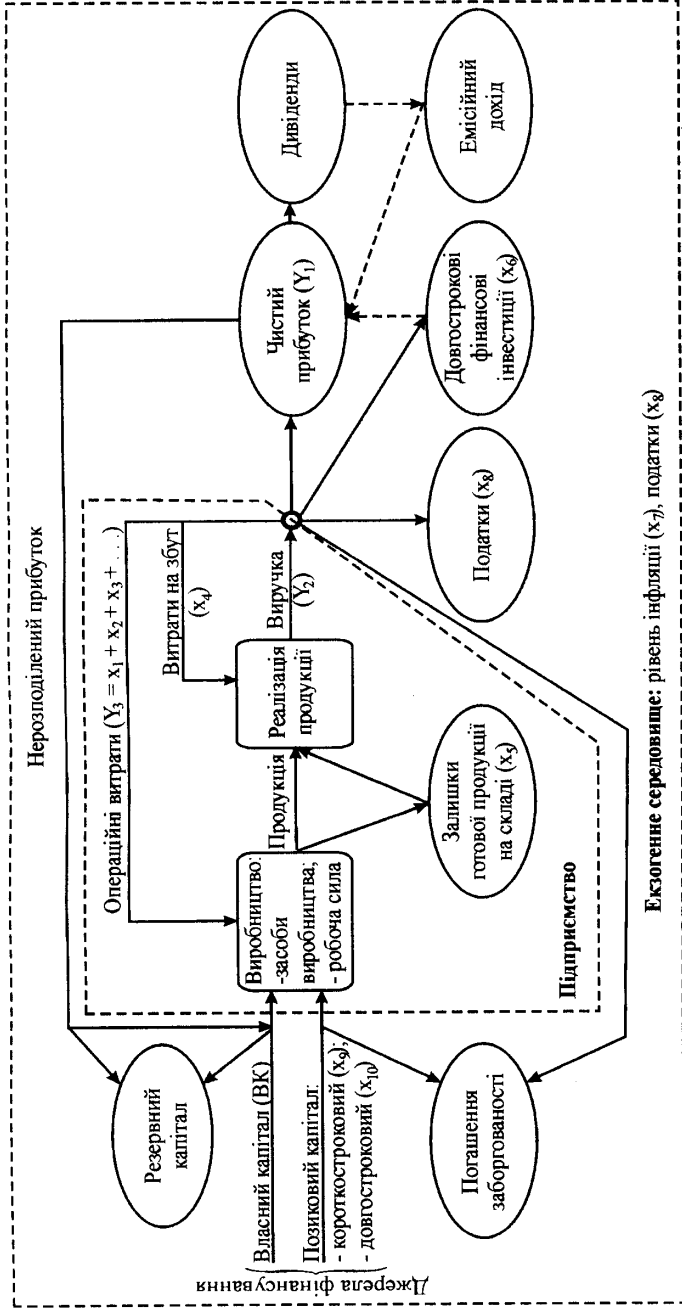 Нерозподілений прибуток
Операційні витрати (Y₃ = x₁ + x₂ + x₃ + . . .)
Витрати на збут
(x₄)
Резервний
капітал
Власний капітал (ВК)
Позиковий капітал:
- короткостроковий (x₉);
- довгостроковий (x₁₀)
Джерела фінансування
Виробництво:
-засоби
виробництва;
- робоча сила
Продукція
Реалізація
продукції
Виручка
(Y₂)
Чистий
прибуток (Y₁)
Дивіденди
Погашення
заборгованості
Залишки
готової продукції
на складі (x₅)
Податки (x₈)
Довгострокові
фінансові
інвестиції (x₆)
Емісійний
дохід
Підприємство
Екзогенне середовище: рівень інфляції (x₇), податки (x₈)